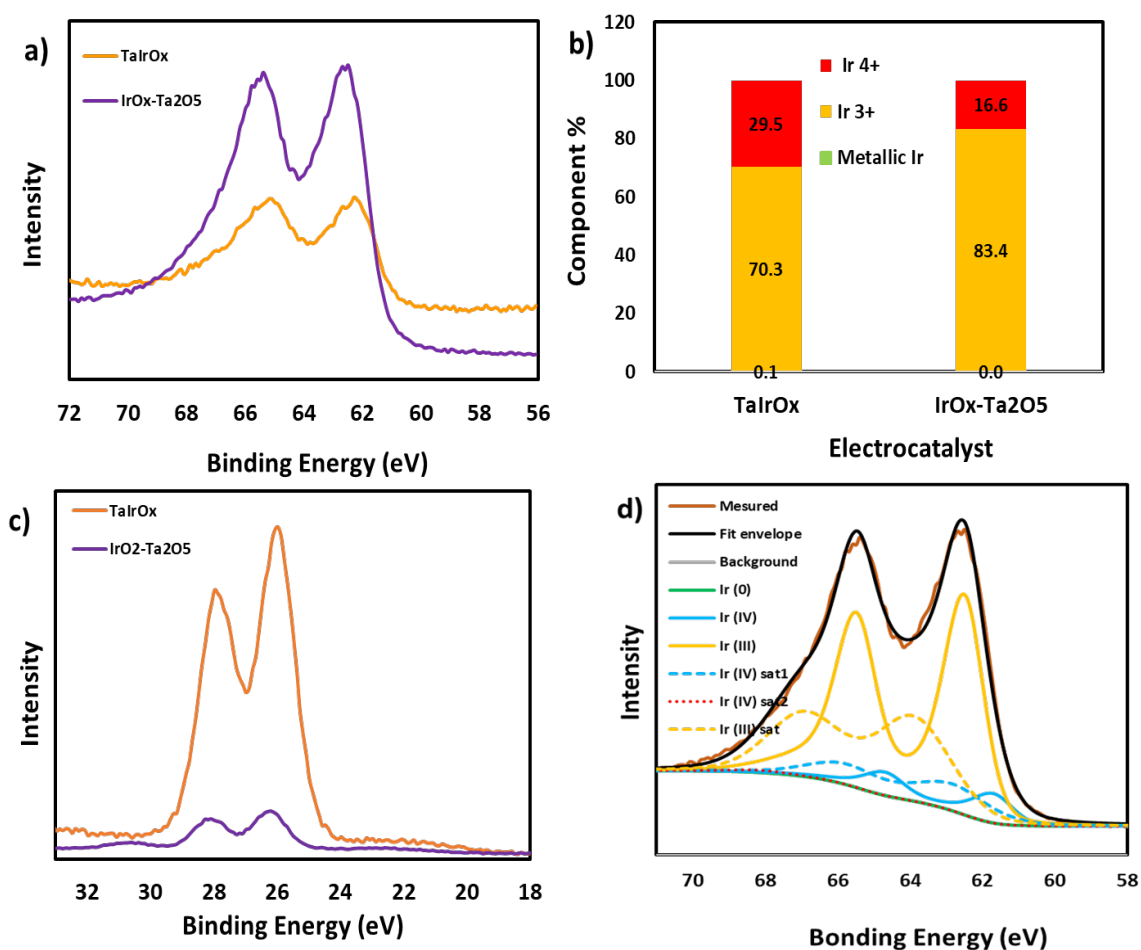 a)
TaIrOx
IrOx-Ta2O5
Intensity
72 70 68 66 64 62 60 58 56
Binding Energy (eV)
b)
120
100
80
60
40
20
0
Component %
Ir 4+
Ir 3+
Metallic Ir
29.5
16.6
70.3
83.4
0.1
0.0
TaIrOx IrOx-Ta2O5
Electrocatalyst
c)
TaIrOx
IrO2-Ta2O5
Intensity
32 30 28 26 24 22 20 18
Binding Energy (eV)
d)
Mesured
Fit envelope
Background
Ir (0)
Ir (IV)
Ir (III)
Ir (IV) sat1
Ir (IV) sat2
Ir (III) sat
Intensity
70 68 66 64 62 60 58
Bonding Energy (eV)